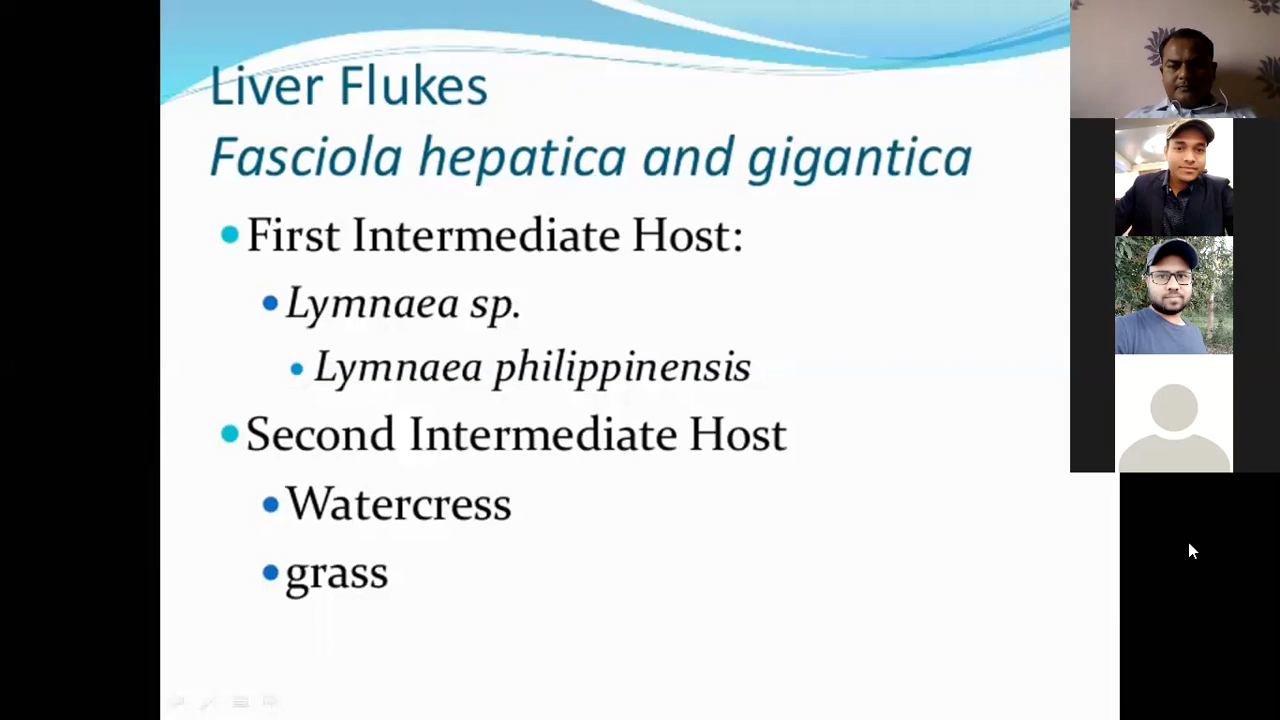 Liver Flukes
Fasciola hepatica and gigantica
First Intermediate Host:
Lymnaea sp.
Lymnaea philippinensis
Second Intermediate Host
Watercress
grass